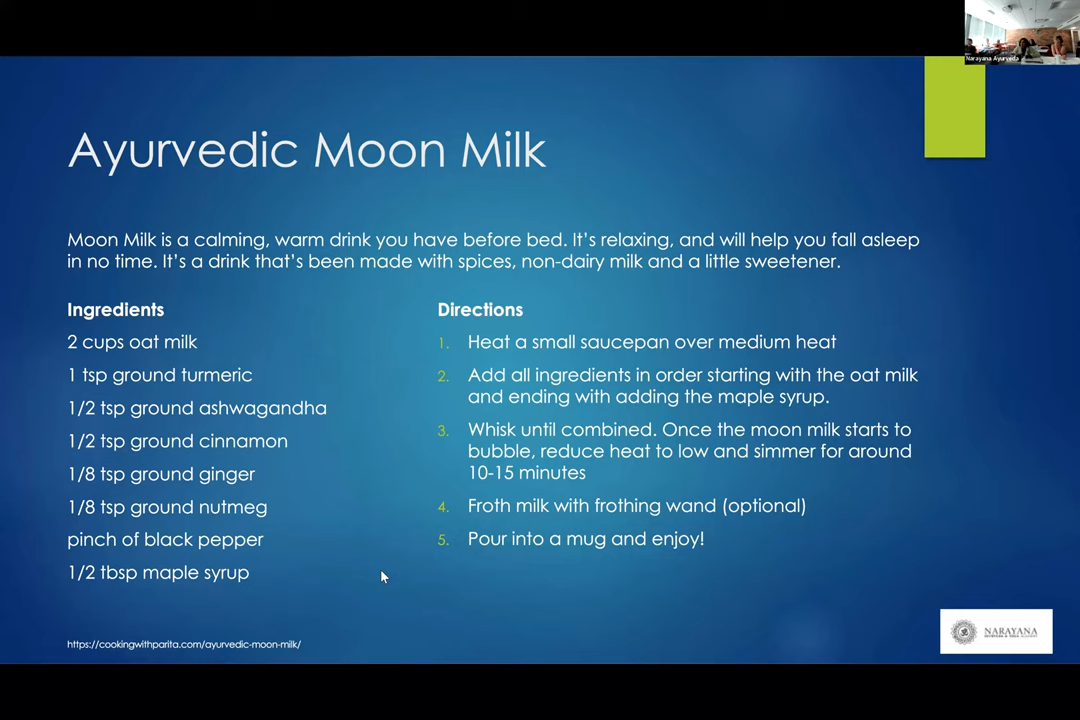 Narayana Ayurveda
Ayurvedic Moon Milk
Moon Milk is a calming, warm drink you have before bed. It's relaxing, and will help you fall asleep
in no time. It's a drink that's been made with spices, non-dairy milk and a little sweetener.
Ingredients
2 cups oat milk
1 tsp ground turmeric
1/2 tsp ground ashwagandha
1/2 tsp ground cinnamon
1/8 tsp ground ginger
1/8 tsp ground nutmeg
pinch of black pepper
1/2 tbsp maple syrup
Directions
1. Heat a small saucepan over medium heat
2. Add all ingredients in order starting with the oat milk
and ending with adding the maple syrup.
3. Whisk until combined. Once the moon milk starts to
bubble, reduce heat to low and simmer for around
10-15 minutes
4. Froth milk with frothing wand (optional)
5. Pour into a mug and enjoy!
https://cookingwithparita.com/ayurvedic-moon-milk/
NARAYANA